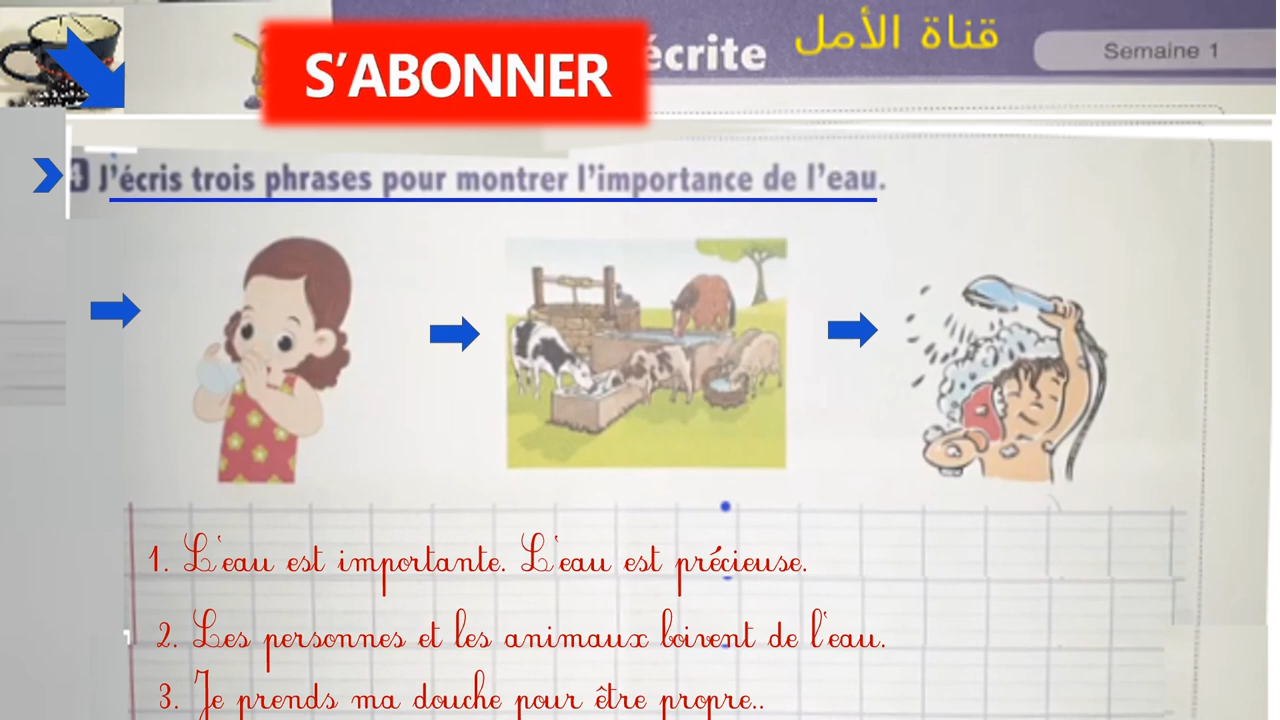 S'ABONNER
écrite
قناة الأمل
Semaine 1
J'écris trois phrases pour montrer l'importance de l'eau.
1. L'eau est importante. L'eau est précieuse.
2. Les personnes et les animaux boivent de l'eau.
3. Je prends ma douche pour être propre..